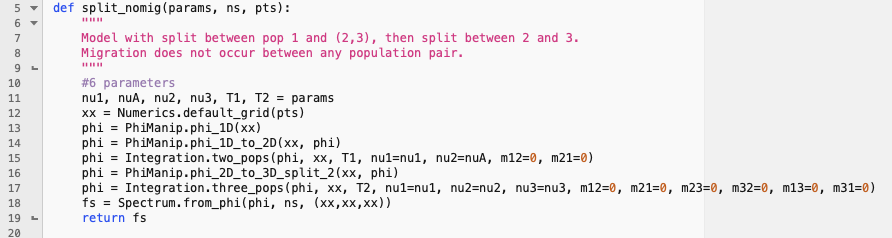 5 def split_nomig(params, ns, pts):
6 """
7 Model with split between pop 1 and (2,3), then split between 2 and 3.
8 Migration does not occur between any population pair.
9 """
10 #6 parameters
11 nu1, nuA, nu2, nu3, T1, T2 = params
12 xx = Numerics.default_grid(pts)
13 phi = PhiManip.phi_1D(xx)
14 phi = PhiManip.phi_1D_to_2D(xx, phi)
15 phi = Integration.two_pops(phi, xx, T1, nu1=nu1, nu2=nuA, m12=0, m21=0)
16 phi = PhiManip.phi_2D_to_3D_split_2(xx, phi)
17 phi = Integration.three_pops(phi, xx, T2, nu1=nu1, nu2=nu2, nu3=nu3, m12=0, m21=0, m23=0, m32=0, m13=0, m31=0)
18 fs = Spectrum.from_phi(phi, ns, (xx,xx,xx))
19 return fs
20